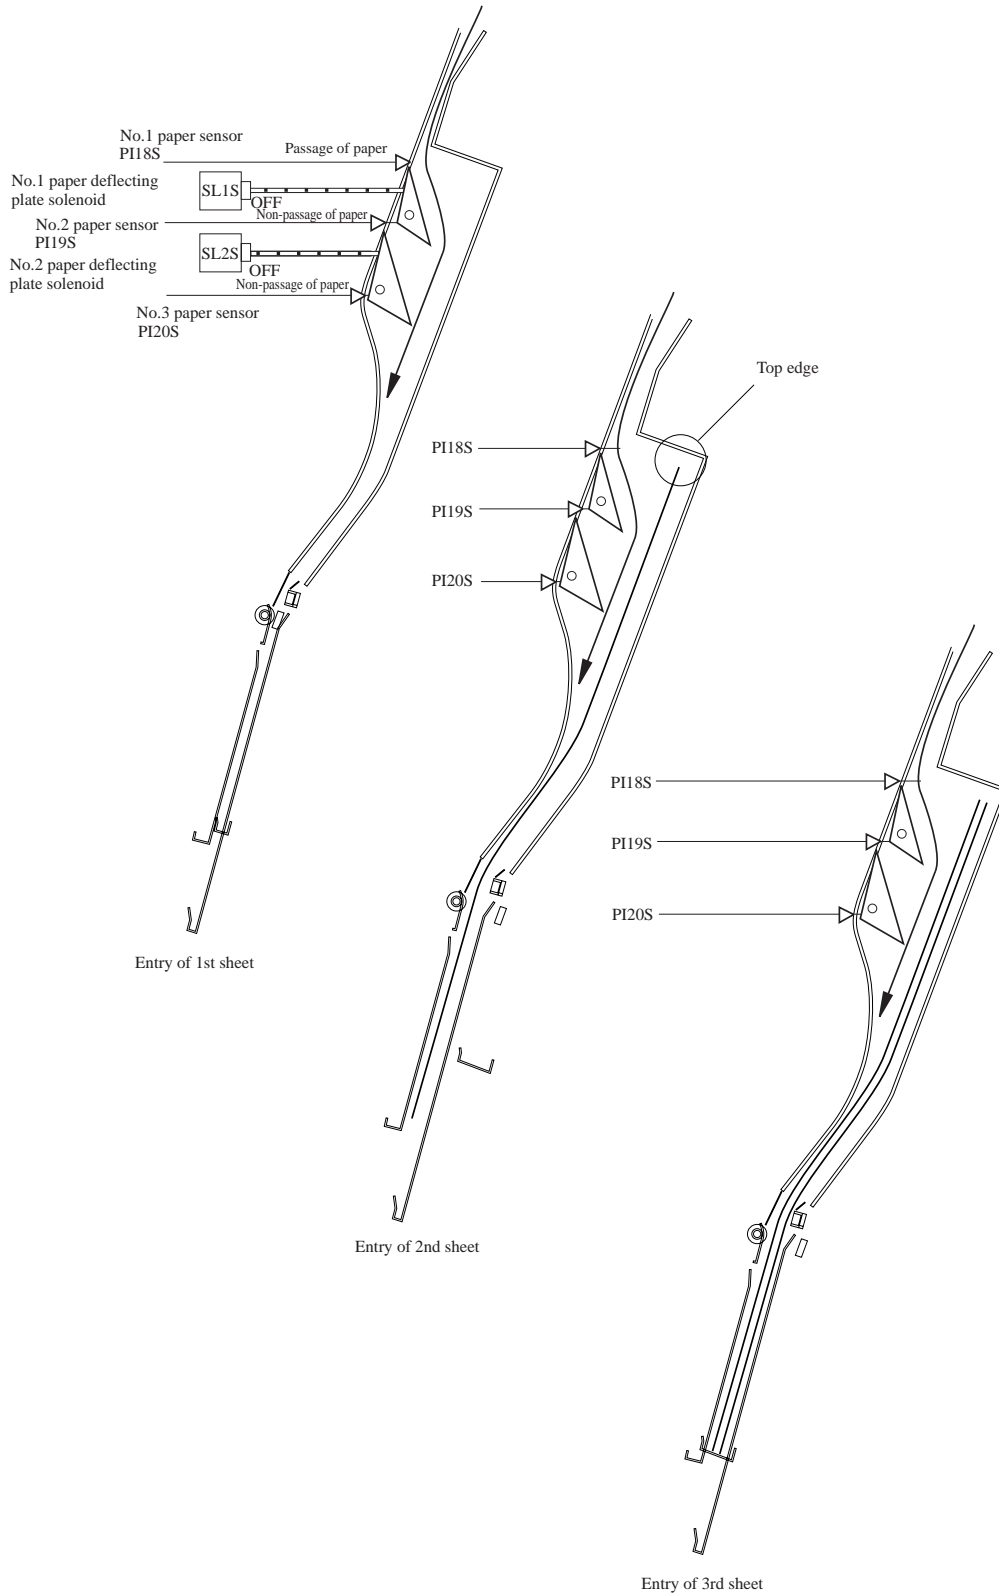 No.1 paper sensor
PI18S
Passage of paper
No.1 paper deflecting
plate solenoid
SL1S
OFF
Non-passage of paper
No.2 paper sensor
PI19S
SL2S
No.2 paper deflecting
plate solenoid
OFF
Non-passage of paper
No.3 paper sensor
PI20S
Top edge
PI18S
PI19S
PI20S
PI18S
PI19S
PI20S
Entry of 1st sheet
Entry of 2nd sheet
Entry of 3rd sheet